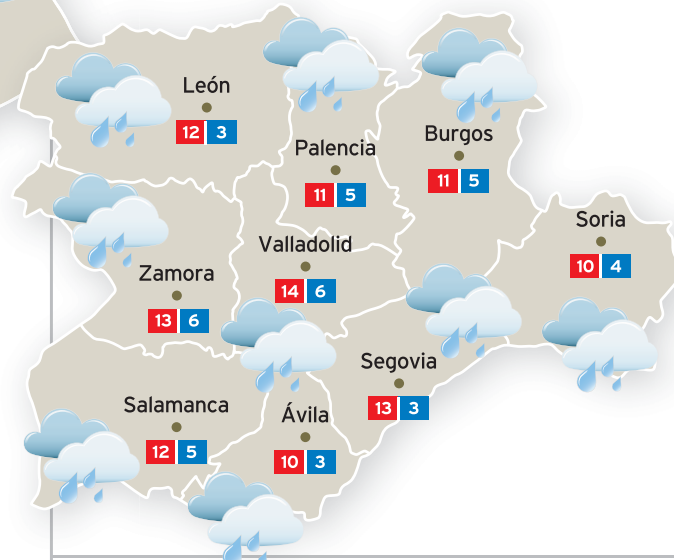 León
12 3
Palencia
11 5
Burgos
11 5
Soria
10 4
Valladolid
14 6
Zamora
13 6
Segovia
13 3
Salamanca
12 5
Ávila
10 3